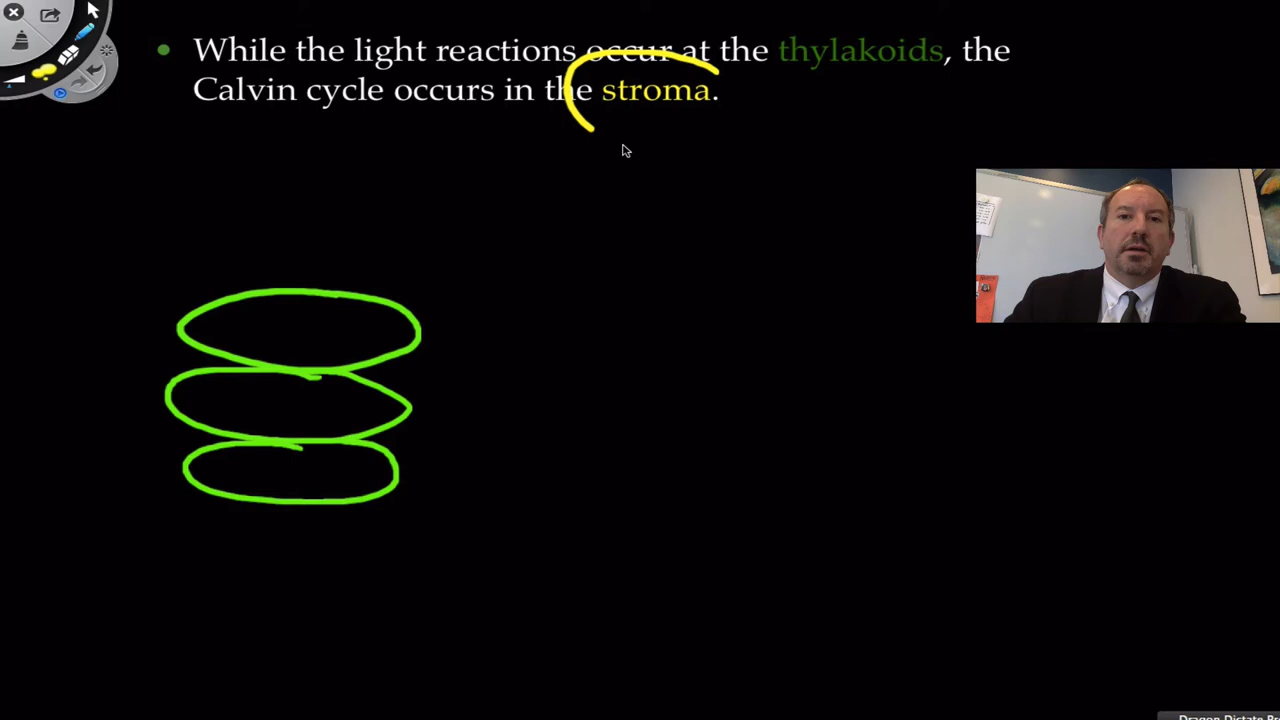 While the light reactions occur at the thylakoids, the
Calvin cycle occurs in the stroma.